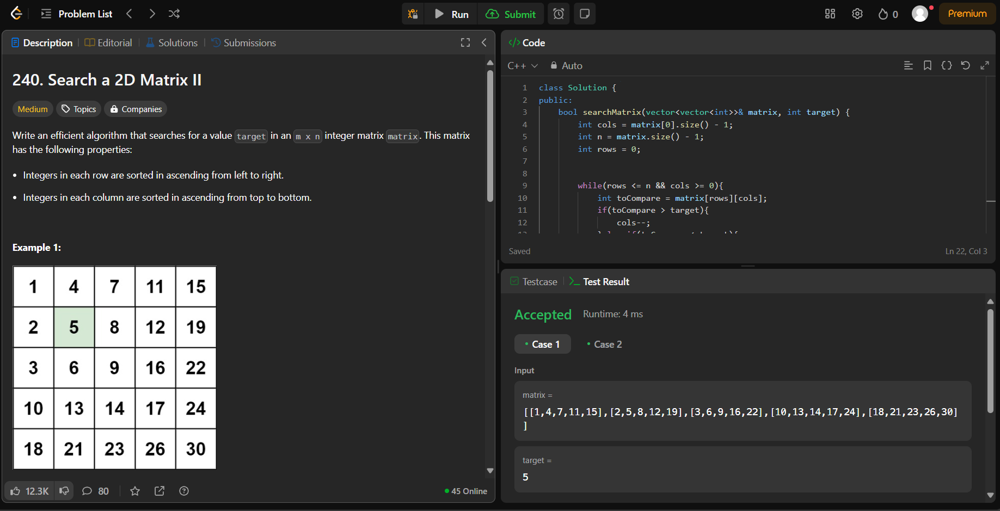 Problem List
Run
Submit
0
Premium
Description
Editorial
Solutions
Submissions
240. Search a 2D Matrix II
Medium
Topics
Companies
Write an efficient algorithm that searches for a value target in an m x n integer matrix matrix. This matrix
has the following properties:
• Integers in each row are sorted in ascending from left to right.
• Integers in each column are sorted in ascending from top to bottom.
Example 1:
1 4 7 11 15
2 5 8 12 19
3 6 9 16 22
10 13 14 17 24
18 21 23 26 30
12.3K
80
45 Online
</> Code
C++
Auto
1 class Solution {
2 public:
3 bool searchMatrix(vector<vector<int>>& matrix, int target) {
4 int cols = matrix[0].size() - 1;
5 int n = matrix.size() - 1;
6 int rows = 0;
7
8
9 while(rows <= n && cols >= 0){
10 int toCompare = matrix[rows][cols];
11 if(toCompare > target){
12 cols--;
Saved
Ln 22, Col 3
Testcase
Test Result
Accepted
Runtime: 4 ms
• Case 1
• Case 2
Input
matrix =
[[1,4,7,11,15],[2,5,8,12,19],[3,6,9,16,22],[10,13,14,17,24],[18,21,23,26,30]
]
target =
5